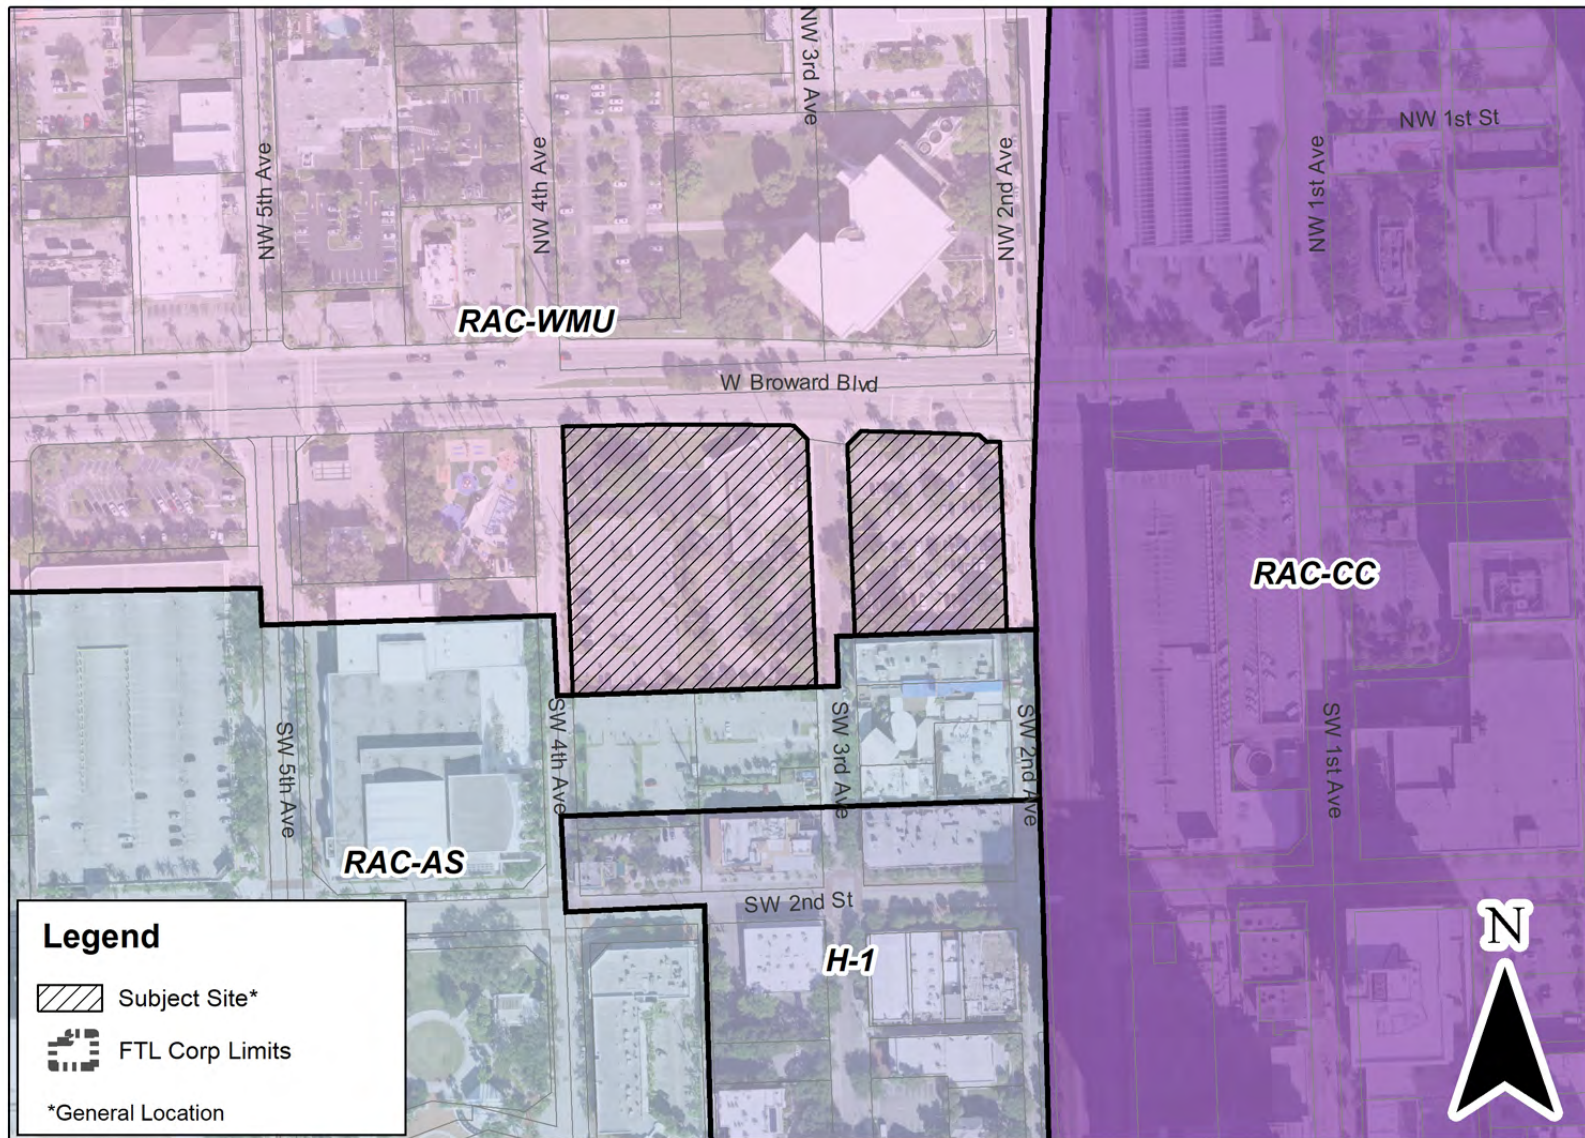 NW 3rd Ave
NW 1st St
NW 5th Ave
NW 4th Ave
NW 2nd Ave
NW 1st Ave
RAC-WMU
W Broward Blvd
RAC-CC
SW 5th Ave
SW 4th Ave
SW 3rd Ave
SW 2nd Ave
SW 1st Ave
RAC-AS
SW 2nd St
H-1
Legend
Subject Site*
FTL Corp Limits
*General Location
N